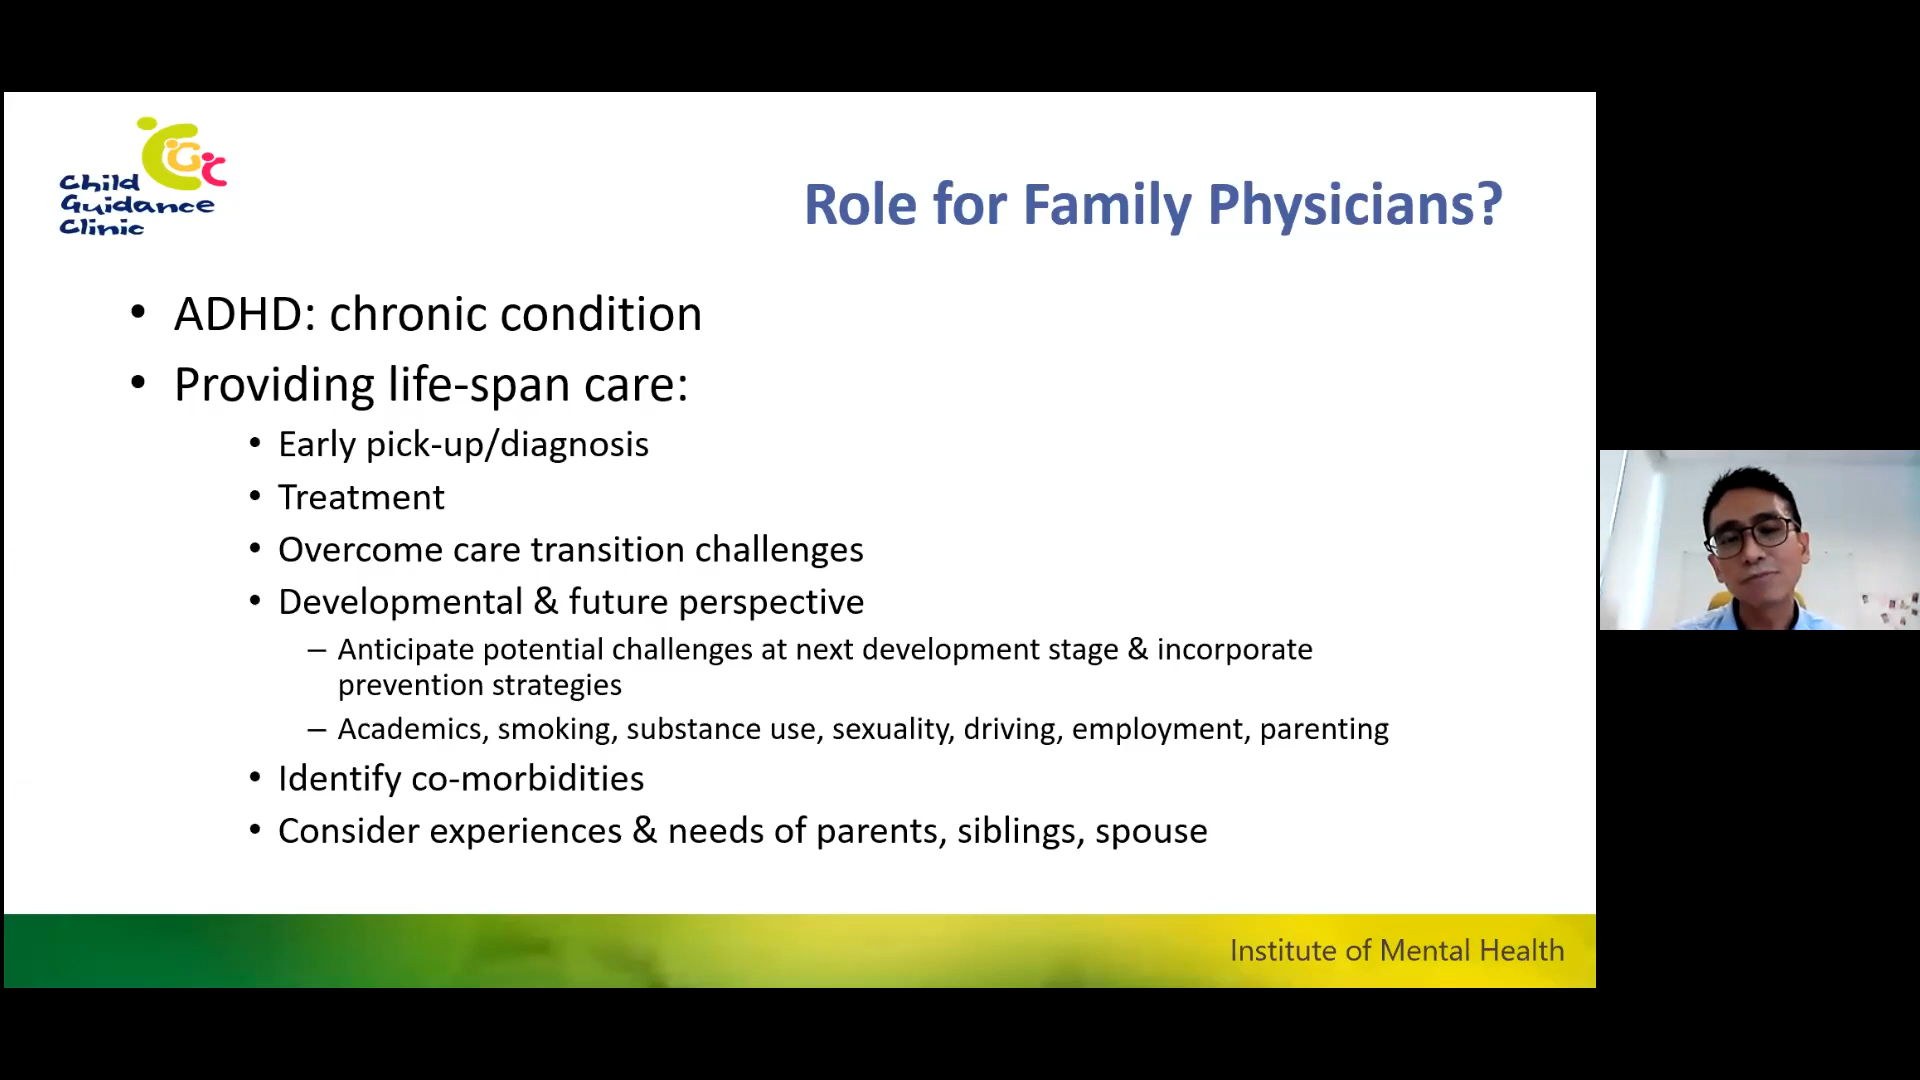 CGC
Child
Guidance
Clinic
Role for Family Physicians?
• ADHD: chronic condition
• Providing life-span care:
• Early pick-up/diagnosis
• Treatment
• Overcome care transition challenges
• Developmental & future perspective
– Anticipate potential challenges at next development stage & incorporate
prevention strategies
– Academics, smoking, substance use, sexuality, driving, employment, parenting
• Identify co-morbidities
• Consider experiences & needs of parents, siblings, spouse
Institute of Mental Health